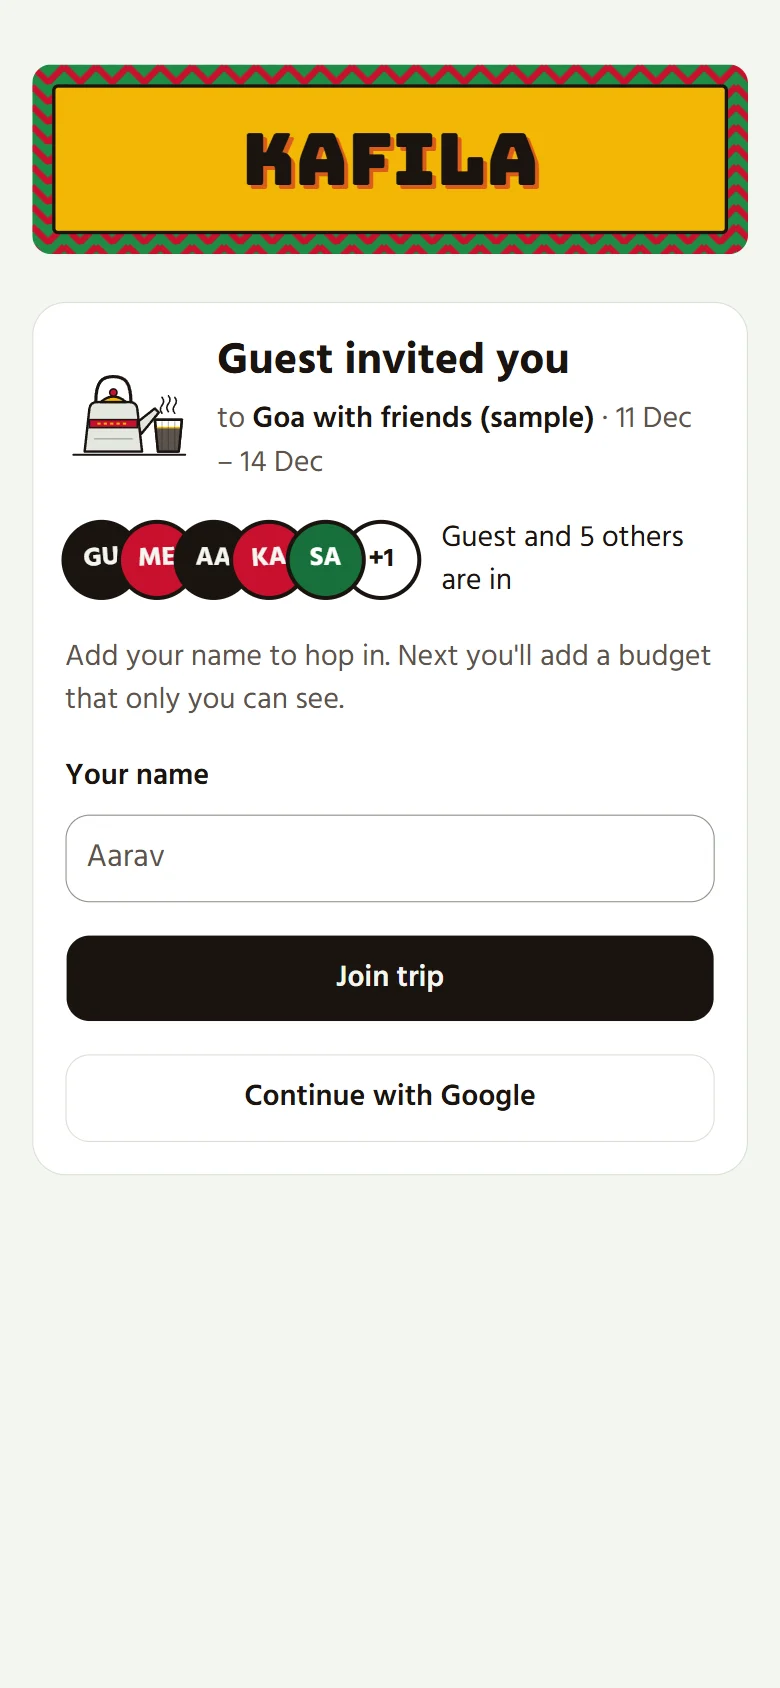 KAFILA
Guest invited you
to Goa with friends (sample) · 11 Dec
– 14 Dec
GU ME AA KA SA +1
Guest and 5 others
are in
Add your name to hop in. Next you'll add a budget
that only you can see.
Your name
Aarav
Join trip
Continue with Google